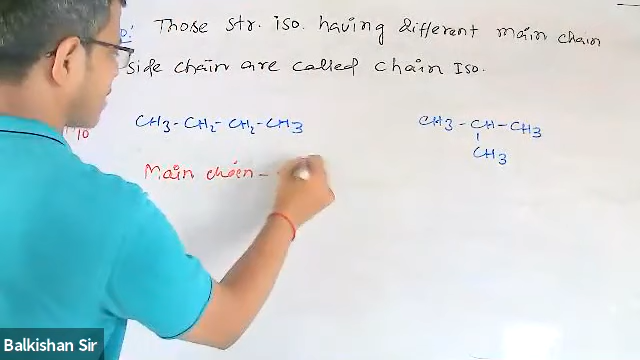 o: Those str. iso. having different main chain
side chain are called chain Iso.
CH3-CH2-CH2-CH3
CH3-CH-CH3
CH3
10
Main chain -
Balkishan Sir